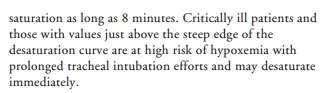 saturation as long as 8 minutes. Critically ill patients and
those with values just above the steep edge of the
desaturation curve are at high risk of hypoxemia with
prolonged tracheal intubation efforts and may desaturate
immediately.